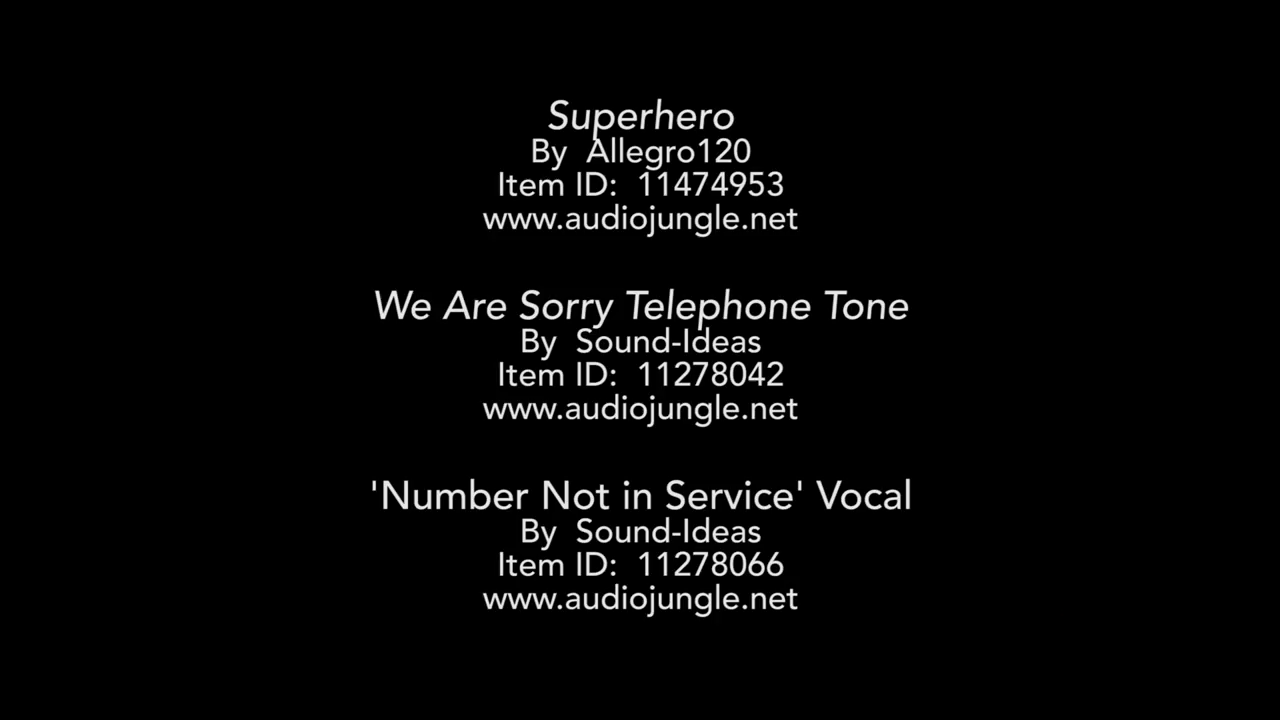 Superhero
By Allegro120
Item ID: 11474953
www.audiojungle.net
We Are Sorry Telephone Tone
By Sound-Ideas
Item ID: 11278042
www.audiojungle.net
'Number Not in Service' Vocal
By Sound-Ideas
Item ID: 11278066
www.audiojungle.net